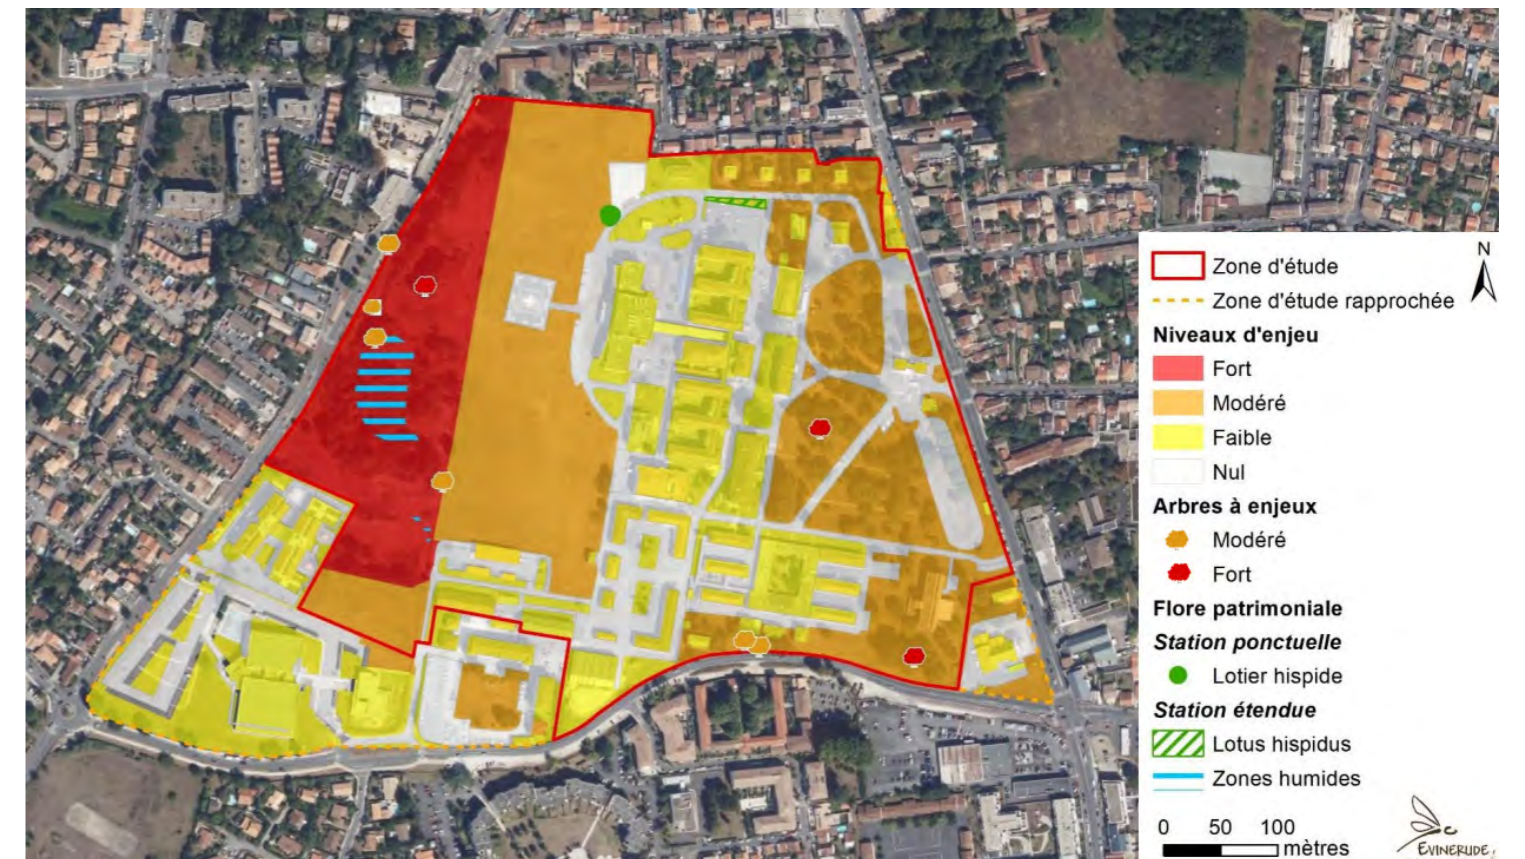 N
Zone d'étude
Zone d'étude rapprochée
Niveaux d'enjeu
Fort
Modéré
Faible
Nul
Arbres à enjeux
Modéré
Fort
Flore patrimoniale
Station ponctuelle
Lotier hispide
Station étendue
Lotus hispidus
Zones humides
0 50 100
mètres
EVINERUDE